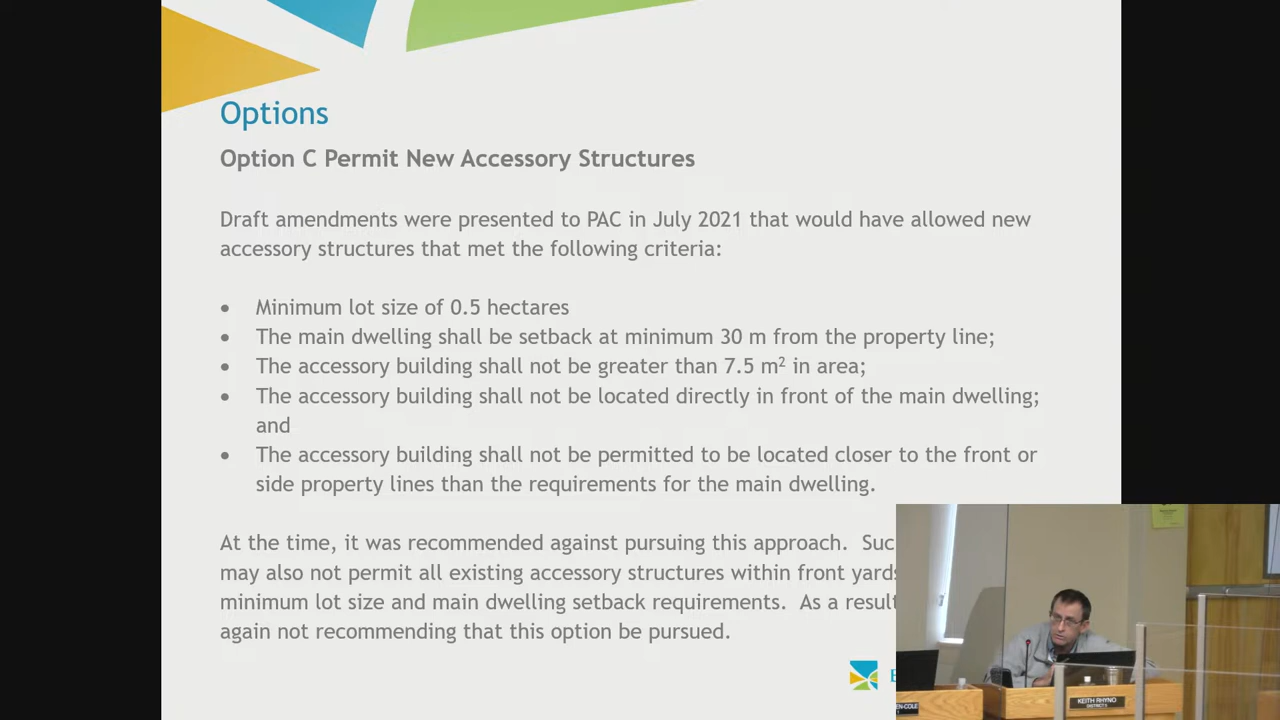 Options
Option C Permit New Accessory Structures
Draft amendments were presented to PAC in July 2021 that would have allowed new
accessory structures that met the following criteria:
• Minimum lot size of 0.5 hectares
• The main dwelling shall be setback at minimum 30 m from the property line;
• The accessory building shall not be greater than 7.5 m² in area;
• The accessory building shall not be located directly in front of the main dwelling;
and
• The accessory building shall not be permitted to be located closer to the front or
side property lines than the requirements for the main dwelling.
At the time, it was recommended against pursuing this approach.
may also not permit all existing accessory structures within front yards
minimum lot size and main dwelling setback requirements. As a result
again not recommending that this option be pursued.
EN-COLE
KEITH RHYNO
DISTRICT